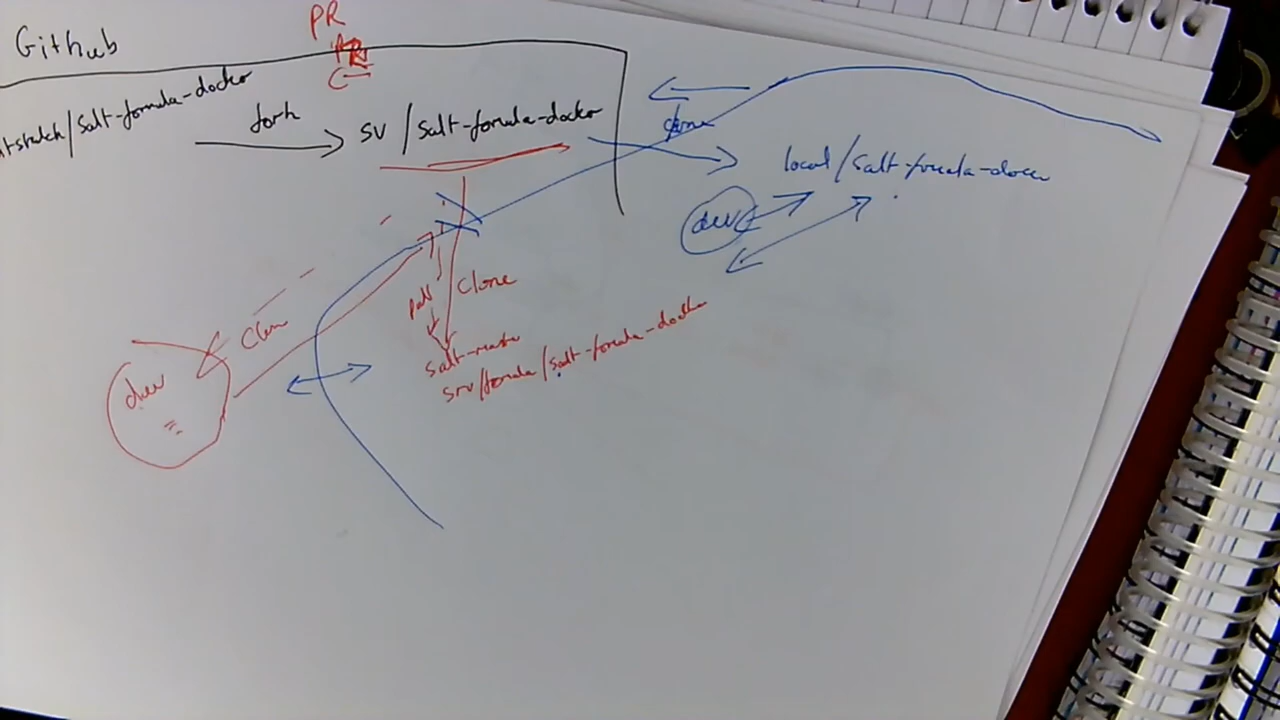 Github
PR
fork
SV / salt-formula-docker
clone
local / salt-formula-docker
dev
pull
Clone
salt-master
srv/formula/salt-formula-docker
dev